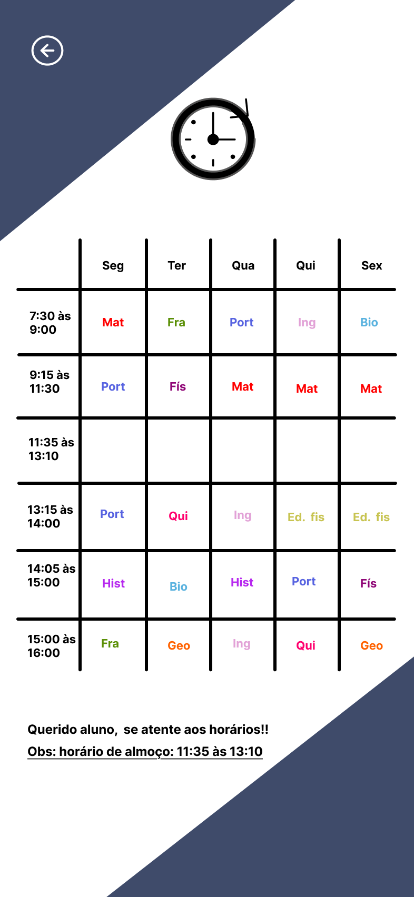 Seg Ter Qua Qui Sex
7:30 às
9:00
Mat Fra Port Ing Bio
9:15 às
11:30
Port Fís Mat Mat Mat
11:35 às
13:10
13:15 às
14:00
Port Qui Ing Ed. fis Ed. fis
14:05 às
15:00
Hist Bio Hist Port Fís
15:00 às
16:00
Fra Geo Ing Qui Geo
Querido aluno, se atente aos horários!!
Obs: horário de almoço: 11:35 às 13:10